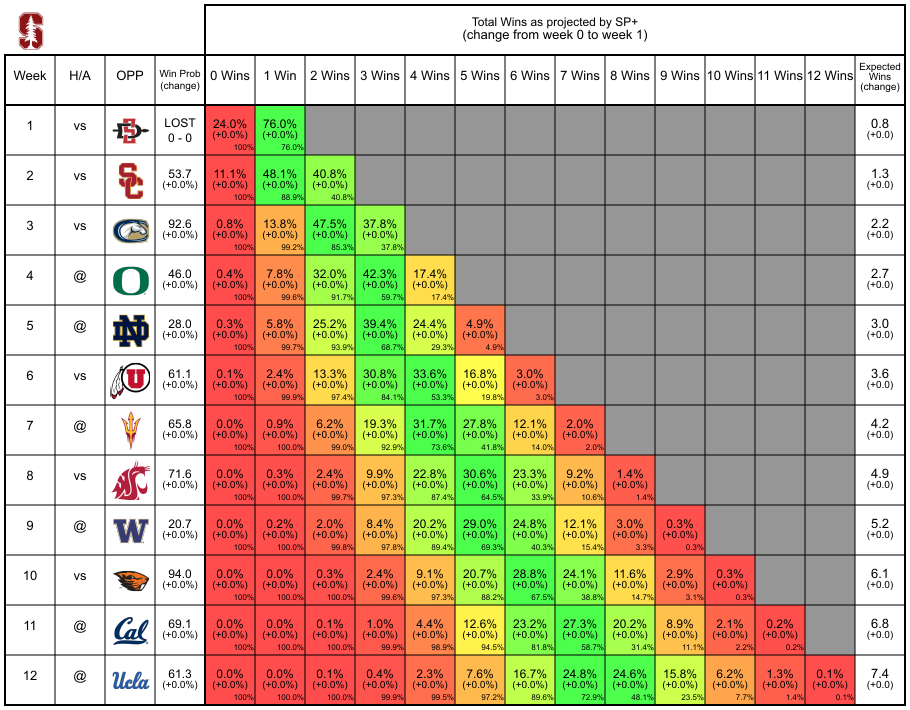 S
Total Wins as projected by SP+
(change from week 0 to week 1)
Week H/A OPP Win Prob (change) 0 Wins 1 Win 2 Wins 3 Wins 4 Wins 5 Wins 6 Wins 7 Wins 8 Wins 9 Wins 10 Wins 11 Wins 12 Wins Expected Wins (change)
1 vs SD LOST 24.0% 76.0% 0.8
0 - 0 (+0.0%) (+0.0%) (+0.0)
100% 76.0%
2 vs SC 53.7 11.1% 48.1% 40.8% 1.3
(+0.0%) (+0.0%) (+0.0%) (+0.0%) (+0.0)
100% 88.9% 40.8%
3 vs C 92.6 0.8% 13.8% 47.5% 37.8% 2.2
(+0.0%) (+0.0%) (+0.0%) (+0.0%) (+0.0%) (+0.0)
100% 99.2% 85.3% 37.8%
4 @ O 46.0 0.4% 7.8% 32.0% 42.3% 17.4% 2.7
(+0.0%) (+0.0%) (+0.0%) (+0.0%) (+0.0%) (+0.0%) (+0.0)
100% 99.6% 91.7% 59.7% 17.4%
5 @ ND 28.0 0.3% 5.8% 25.2% 39.4% 24.4% 4.9% 3.0
(+0.0%) (+0.0%) (+0.0%) (+0.0%) (+0.0%) (+0.0%) (+0.0%) (+0.0)
100% 99.7% 93.9% 68.7% 29.3% 4.9%
6 vs U 61.1 0.1% 2.4% 13.3% 30.8% 33.6% 16.8% 3.0% 3.6
(+0.0%) (+0.0%) (+0.0%) (+0.0%) (+0.0%) (+0.0%) (+0.0%) (+0.0%) (+0.0)
100% 99.9% 97.4% 84.1% 53.3% 19.8% 3.0%
7 @ 65.8 0.0% 0.9% 6.2% 19.3% 31.7% 27.8% 12.1% 2.0% 4.2
(+0.0%) (+0.0%) (+0.0%) (+0.0%) (+0.0%) (+0.0%) (+0.0%) (+0.0%) (+0.0%) (+0.0)
100% 100.0% 99.0% 92.9% 73.6% 41.8% 14.0% 2.0%
8 vs 71.6 0.0% 0.3% 2.4% 9.9% 22.8% 30.6% 23.3% 9.2% 1.4% 4.9
(+0.0%) (+0.0%) (+0.0%) (+0.0%) (+0.0%) (+0.0%) (+0.0%) (+0.0%) (+0.0%) (+0.0%) (+0.0)
100% 100.0% 99.7% 97.3% 87.4% 64.5% 33.9% 10.6% 1.4%
9 @ W 20.7 0.0% 0.2% 2.0% 8.4% 20.2% 29.0% 24.8% 12.1% 3.0% 0.3% 5.2
(+0.0%) (+0.0%) (+0.0%) (+0.0%) (+0.0%) (+0.0%) (+0.0%) (+0.0%) (+0.0%) (+0.0%) (+0.0%) (+0.0)
100% 100.0% 99.8% 97.8% 89.4% 69.3% 40.3% 15.4% 3.3% 0.3%
10 vs 94.0 0.0% 0.0% 0.3% 2.4% 9.1% 20.7% 28.8% 24.1% 11.6% 2.9% 0.3% 6.1
(+0.0%) (+0.0%) (+0.0%) (+0.0%) (+0.0%) (+0.0%) (+0.0%) (+0.0%) (+0.0%) (+0.0%) (+0.0%) (+0.0%) (+0.0)
100% 100.0% 100.0% 99.6% 97.3% 88.2% 67.5% 38.8% 14.7% 3.1% 0.3%
11 @ Cal 69.1 0.0% 0.0% 0.1% 1.0% 4.4% 12.6% 23.2% 27.3% 20.2% 8.9% 2.1% 0.2% 6.8
(+0.0%) (+0.0%) (+0.0%) (+0.0%) (+0.0%) (+0.0%) (+0.0%) (+0.0%) (+0.0%) (+0.0%) (+0.0%) (+0.0%) (+0.0%) (+0.0)
100% 100.0% 100.0% 99.9% 98.9% 94.5% 81.8% 58.7% 31.4% 11.1% 2.2% 0.2%
12 @ Ucla 61.3 0.0% 0.0% 0.1% 0.4% 2.3% 7.6% 16.7% 24.8% 24.6% 15.8% 6.2% 1.3% 0.1% 7.4
(+0.0%) (+0.0%) (+0.0%) (+0.0%) (+0.0%) (+0.0%) (+0.0%) (+0.0%) (+0.0%) (+0.0%) (+0.0%) (+0.0%) (+0.0%) (+0.0%) (+0.0)
100% 100.0% 100.0% 99.9% 99.5% 97.2% 89.6% 72.9% 48.1% 23.5% 7.7% 1.4% 0.1%